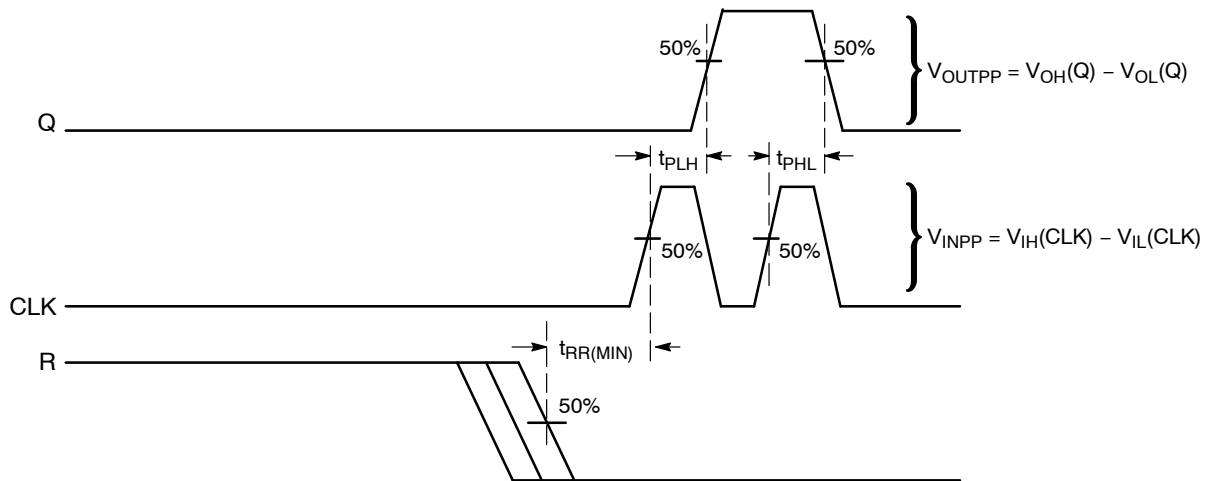 50%
50%
V_OUTPP = V_OH(Q) – V_OL(Q)
Q
t_PLH
t_PHL
50%
50%
V_INPP = V_IH(CLK) – V_IL(CLK)
CLK
t_RR(MIN)
R
50%